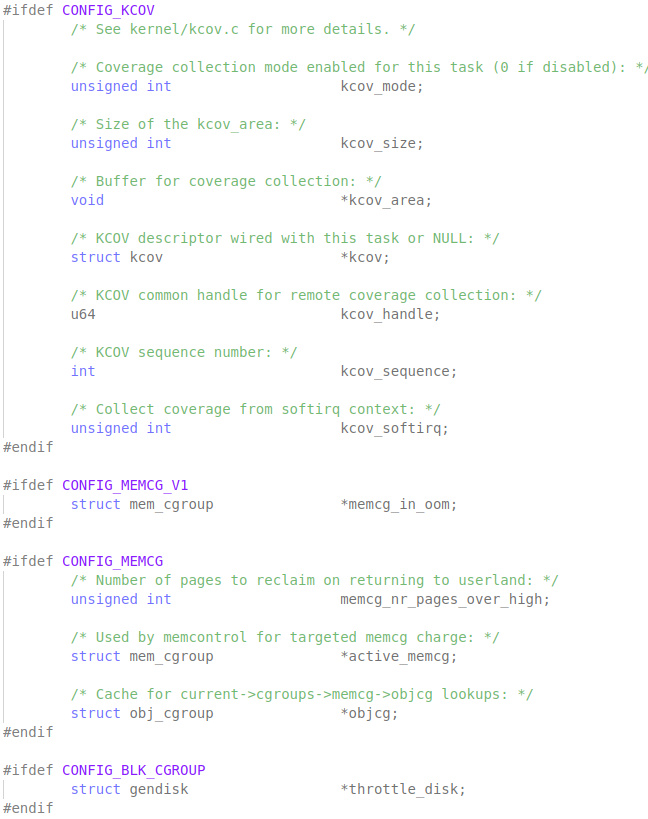 #ifdef CONFIG_KCOV
        /* See kernel/kcov.c for more details. */

        /* Coverage collection mode enabled for this task (0 if disabled): */
        unsigned int                    kcov_mode;

        /* Size of the kcov_area: */
        unsigned int                    kcov_size;

        /* Buffer for coverage collection: */
        void                            *kcov_area;

        /* KCOV descriptor wired with this task or NULL: */
        struct kcov                     *kcov;

        /* KCOV common handle for remote coverage collection: */
        u64                             kcov_handle;

        /* KCOV sequence number: */
        int                             kcov_sequence;

        /* Collect coverage from softirq context: */
        unsigned int                    kcov_softirq;
#endif

#ifdef CONFIG_MEMCG_V1
        struct mem_cgroup               *memcg_in_oom;
#endif

#ifdef CONFIG_MEMCG
        /* Number of pages to reclaim on returning to userland: */
        unsigned int                    memcg_nr_pages_over_high;

        /* Used by memcontrol for targeted memcg charge: */
        struct mem_cgroup               *active_memcg;

        /* Cache for current->cgroups->memcg->objcg lookups: */
        struct obj_cgroup               *objcg;
#endif

#ifdef CONFIG_BLK_CGROUP
        struct gendisk                  *throttle_disk;
#endif